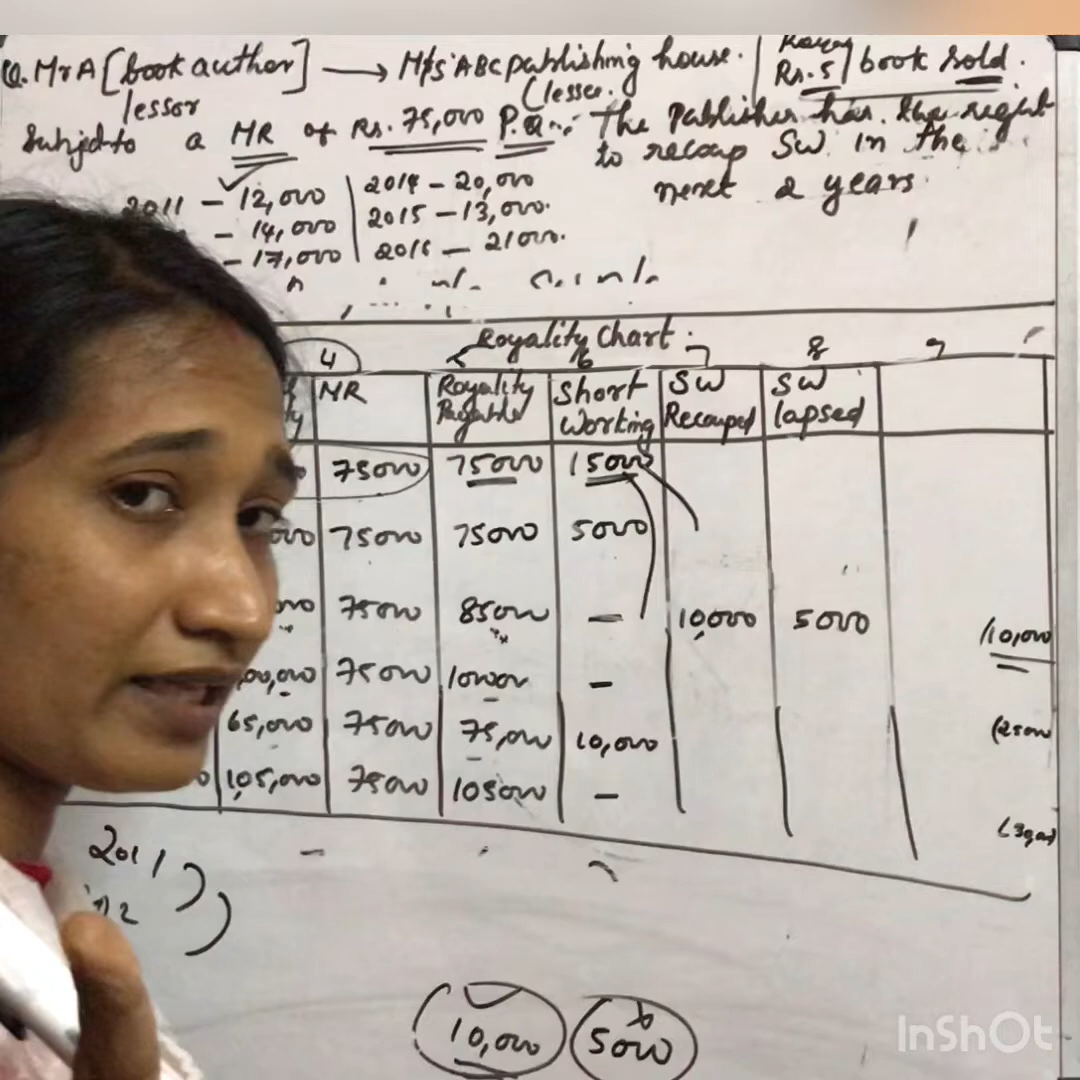 Q. Mr A [book author] → M/s ABC publishing house. Rs. 5 / book sold.
lessor (lessee.
Subject to a MR of Rs. 75,000 P.a. The Publisher has the right
to recoup SW in the
next 2 years.
2011 - 12,000 2014 - 20,000
- 14,000 2015 - 13,000.
- 17,000 2016 - 21000.
Royality Chart.
4 5 6 7 8 9
MR Royality Payable Short working SW Recouped SW lapsed
75000 75000 15000
75000 75000 5000
75000 85000 - 10,000 5000 10,000
75000 - 
65,000 75000 75,000 10,000
105,000 75000 105000 -
2011
10,000 5000
InShOt